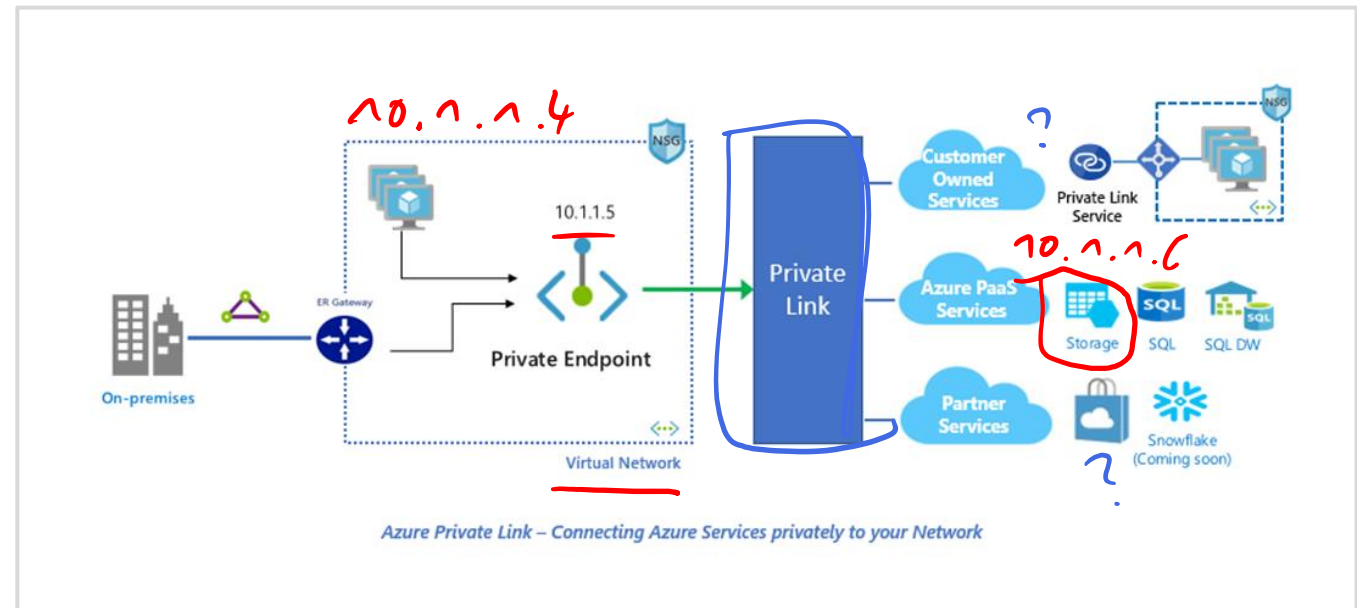 10.1.1.4
NSG
10.1.1.5
ER Gateway
Private Endpoint
On-premises
Virtual Network
Private
Link
Customer
Owned
Services
?
Private Link
Service
NSG
10.1.1.6
Azure PaaS
Services
Storage
SQL
SQL
SQL
SQL DW
Partner
Services
Snowflake
(Coming soon)
?
Azure Private Link – Connecting Azure Services privately to your Network